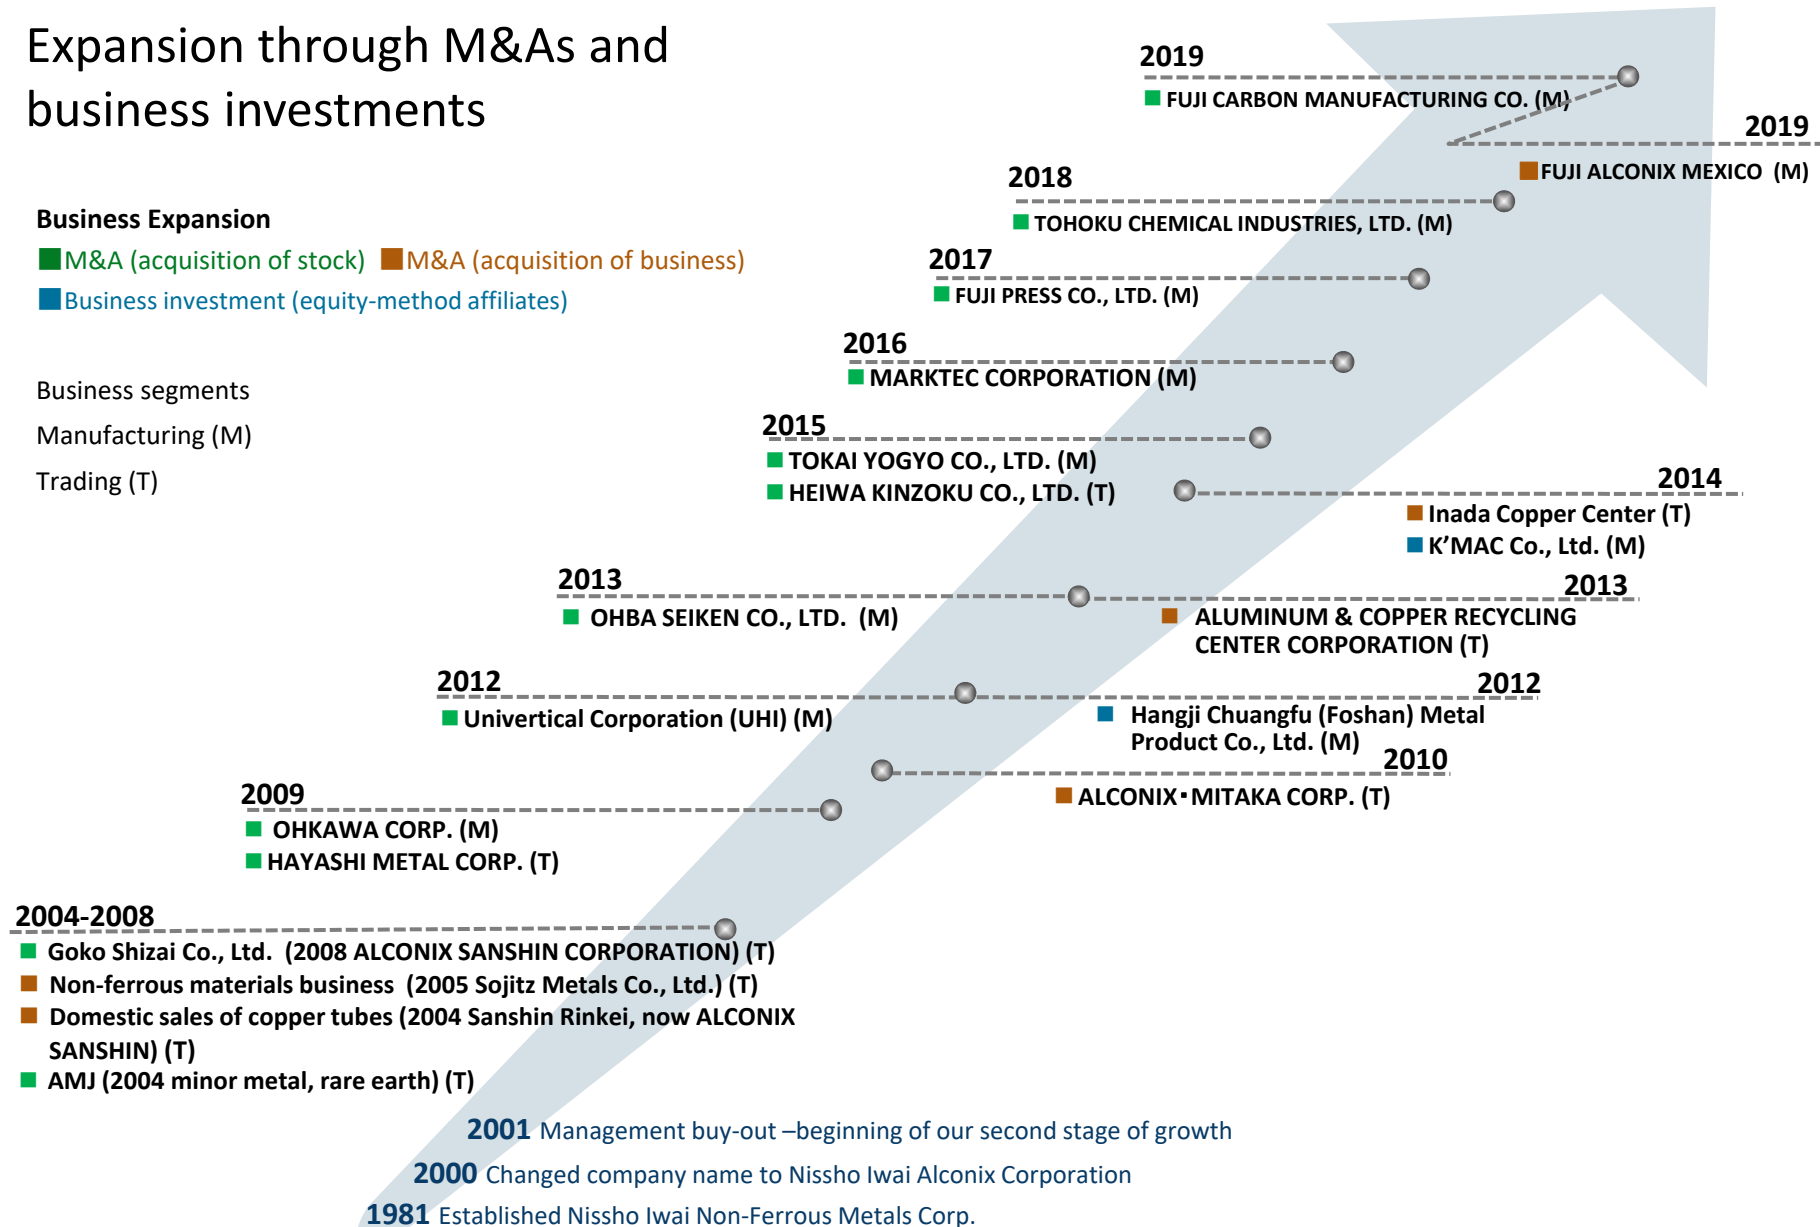 Expansion through M&As and
business investments
Business Expansion
M&A (acquisition of stock) M&A (acquisition of business)
Business investment (equity-method affiliates)
Business segments
Manufacturing (M)
Trading (T)
2019
FUJI CARBON MANUFACTURING CO. (M)
2019
FUJI ALCONIX MEXICO (M)
2018
TOHOKU CHEMICAL INDUSTRIES, LTD. (M)
2017
FUJI PRESS CO., LTD. (M)
2016
MARKTEC CORPORATION (M)
2015
TOKAI YOGYO CO., LTD. (M)
HEIWA KINZOKU CO., LTD. (T)
2014
Inada Copper Center (T)
K’MAC Co., Ltd. (M)
2013
OHBA SEIKEN CO., LTD. (M)
2013
ALUMINUM & COPPER RECYCLING
CENTER CORPORATION (T)
2012
Univertical Corporation (UHI) (M)
2012
Hangji Chuangfu (Foshan) Metal
Product Co., Ltd. (M)
2010
ALCONIX・MITAKA CORP. (T)
2009
OHKAWA CORP. (M)
HAYASHI METAL CORP. (T)
2004-2008
Goko Shizai Co., Ltd. (2008 ALCONIX SANSHIN CORPORATION) (T)
Non-ferrous materials business (2005 Sojitz Metals Co., Ltd.) (T)
Domestic sales of copper tubes (2004 Sanshin Rinkei, now ALCONIX
SANSHIN) (T)
AMJ (2004 minor metal, rare earth) (T)
2001 Management buy-out –beginning of our second stage of growth
2000 Changed company name to Nissho Iwai Alconix Corporation
1981 Established Nissho Iwai Non-Ferrous Metals Corp.